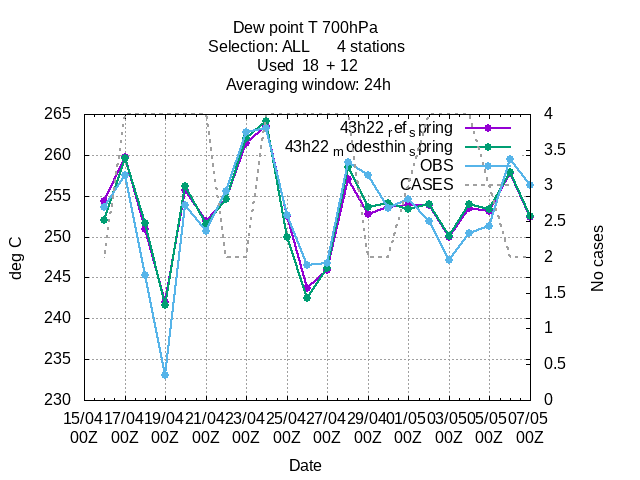 Dew point T 700hPa
Selection: ALL 4 stations
Used 18 + 12
Averaging window: 24h
265
260
255
250
245
240
235
230
4
3.5
3
2.5
2
1.5
1
0.5
0
deg C
No cases
43h22 refspring
43h22 modesthinspring
OBS
CASES
15/04 17/04 19/04 21/04 23/04 25/04 27/04 29/04 01/05 03/05 05/05 07/05
00Z 00Z 00Z 00Z 00Z 00Z 00Z 00Z 00Z 00Z 00Z 00Z
Date